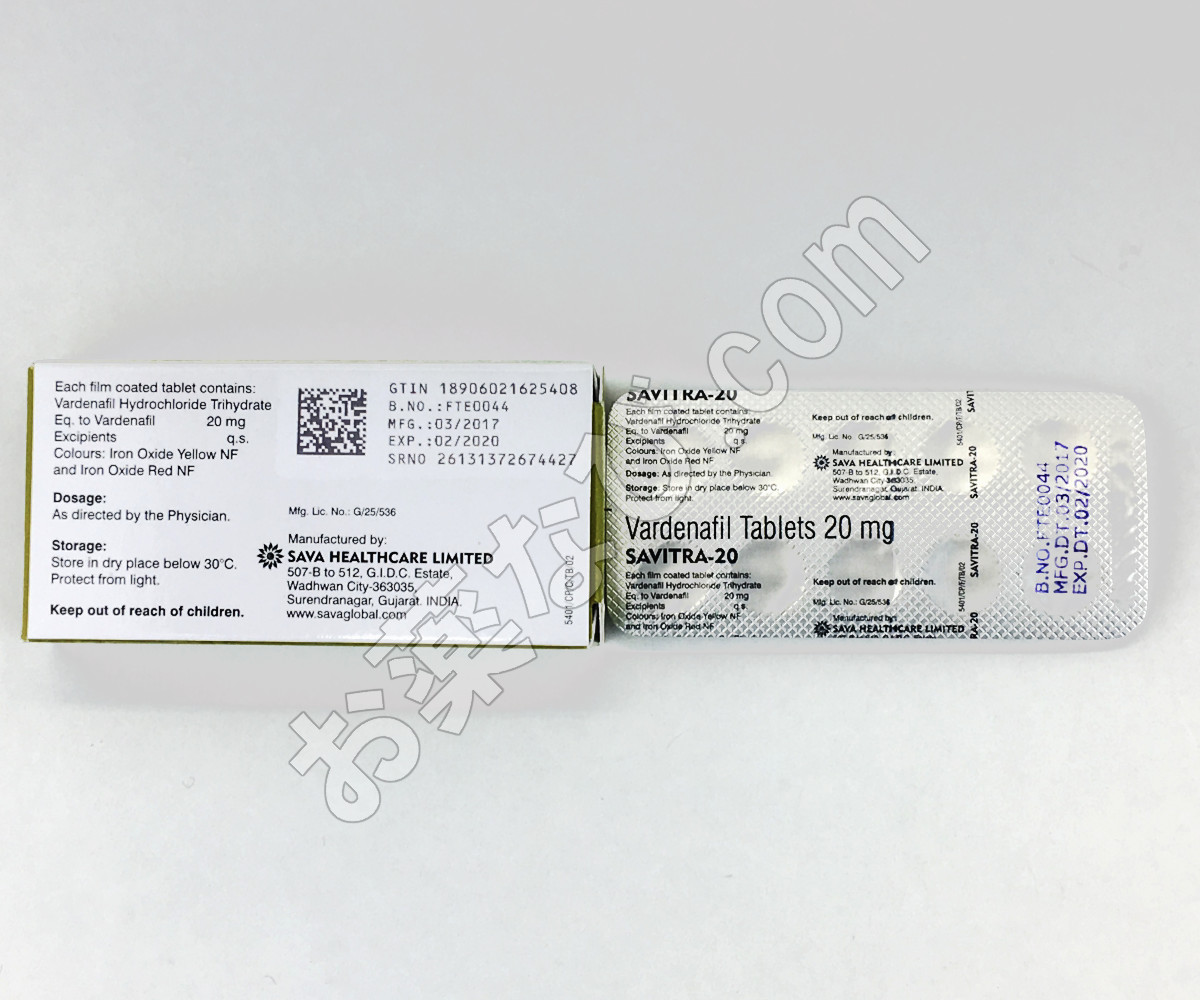 Each film coated tablet contains:
Vardenafil Hydrochloride Trihydrate
Eq. to Vardenafil 20 mg
Excipients q.s.
Colours: Iron Oxide Yellow NF
and Iron Oxide Red NF
Dosage:
As directed by the Physician.
Storage:
Store in dry place below 30°C.
Protect from light.
Keep out of reach of children.
GTIN 18906021625408
B.NO.:FTE0044
MFG.:03/2017
EXP.:02/2020
SRNO 26131372674427
Mfg. Lic. No.: G/25/536
Manufactured by:
SAVA HEALTHCARE LIMITED
507-B to 512, G.I.D.C. Estate,
Wadhwan City-363035,
Surendranagar, Gujarat. INDIA.
www.savaglobal.com
5401/CP/C/TB/02
SAVITRA-20
Each film coated tablet contains:
Vardenafil Hydrochloride Trihydrate
Eq. to Vardenafil 20 mg
Excipients q.s.
Colours: Iron Oxide Yellow NF
and Iron Oxide Red NF
Dosage: As directed by the Physician.
Storage: Store in dry place below 30°C.
Protect from light.
Keep out of reach of children.
Mfg. Lic. No.: G/25/536
Manufactured by:
SAVA HEALTHCARE LIMITED
507-B to 512, G.I.D.C. Estate,
Wadhwan City-363035,
Surendranagar, Gujarat. INDIA.
www.savaglobal.com
5401/CP/F/TB/02
SAVITRA-20
Vardenafil Tablets 20 mg
SAVITRA-20
Each film coated tablet contains:
Vardenafil Hydrochloride Trihydrate
Eq. to Vardenafil 20 mg
Excipients q.s.
Colours: Iron Oxide Yellow NF
and Iron Oxide Red NF
Keep out of reach of children.
Mfg. Lic. No.: G/25/536
Manufactured by:
SAVA HEALTHCARE LIMITED
5401/CP/F/TB/02
SAVITRA-20
B.NO.FTE0044
MFG.DT.03/2017
EXP.DT.02/2020
お薬なび.com